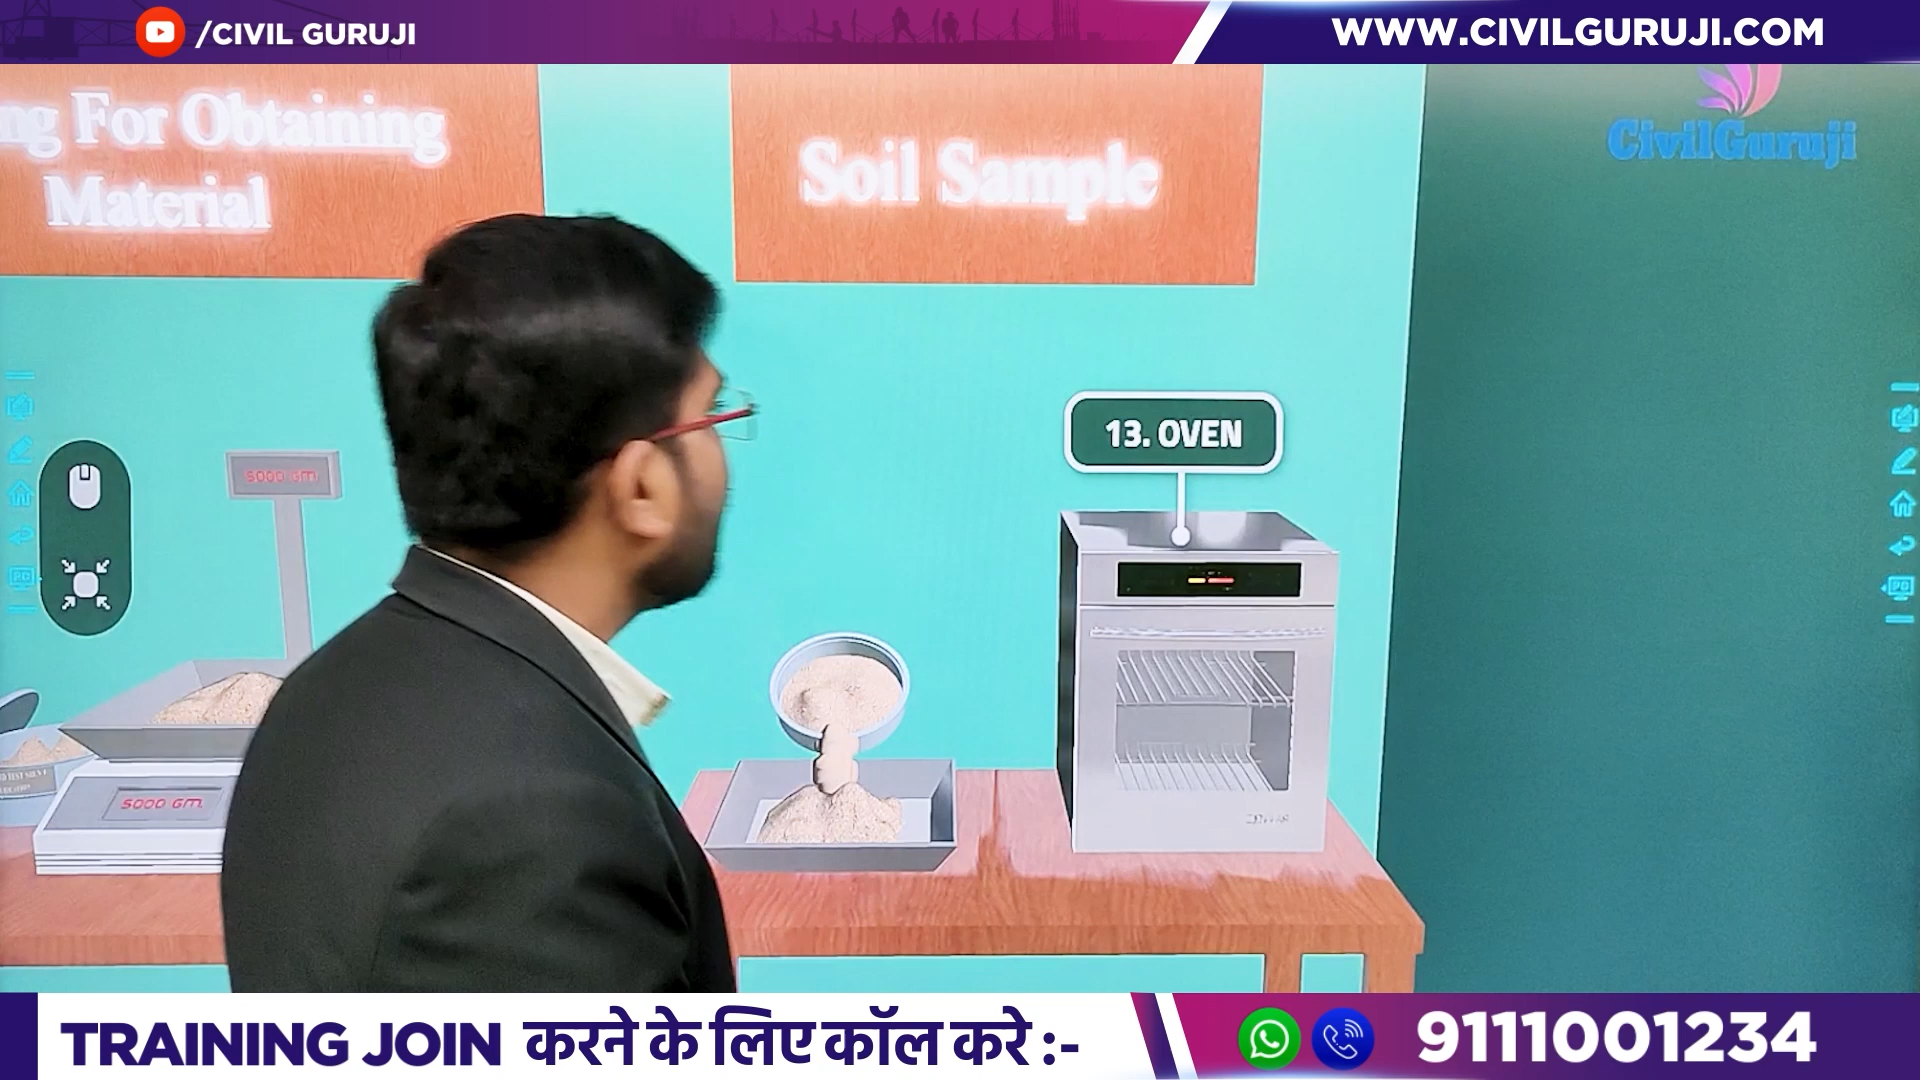 /CIVIL GURUJI
WWW.CIVILGURUJI.COM
ng For Obtaining
Material
Soil Sample
CivilGuruji
13. OVEN
5000 GM
5000 GM.
TRAINING JOIN करने के लिए कॉल करे :-
9111001234